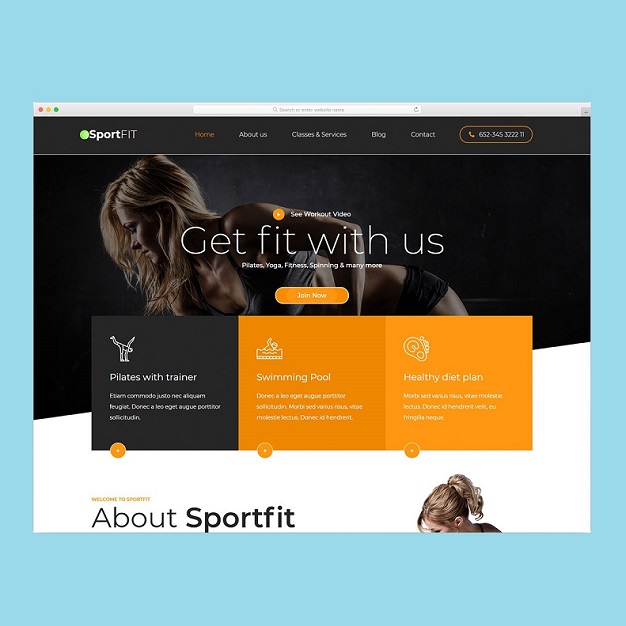 Search or enter website name
SportFIT
Home
About us
Classes & Services
Blog
Contact
652-345 3222 11
See Workout Video
Get fit with us
Pilates, Yoga, Fitness, Spinning & many more
Join Now
Pilates with trainer
Etiam commodo justo nec aliquam
feugiat. Donec a leo eget augue porttitor
sollicitudin.
Swimming Pool
Donec a leo eget augue porttitor
sollicitudin. Morbi sed varius risus, vitae
molestie lectus. Donec id hendrerit.
Healthy diet plan
Morbi sed varius risus, vitae molestie
lectus. Donec id hendrerit velit, eu
fringilla neque.
WELCOME TO SPORTFIT
About Sportfit